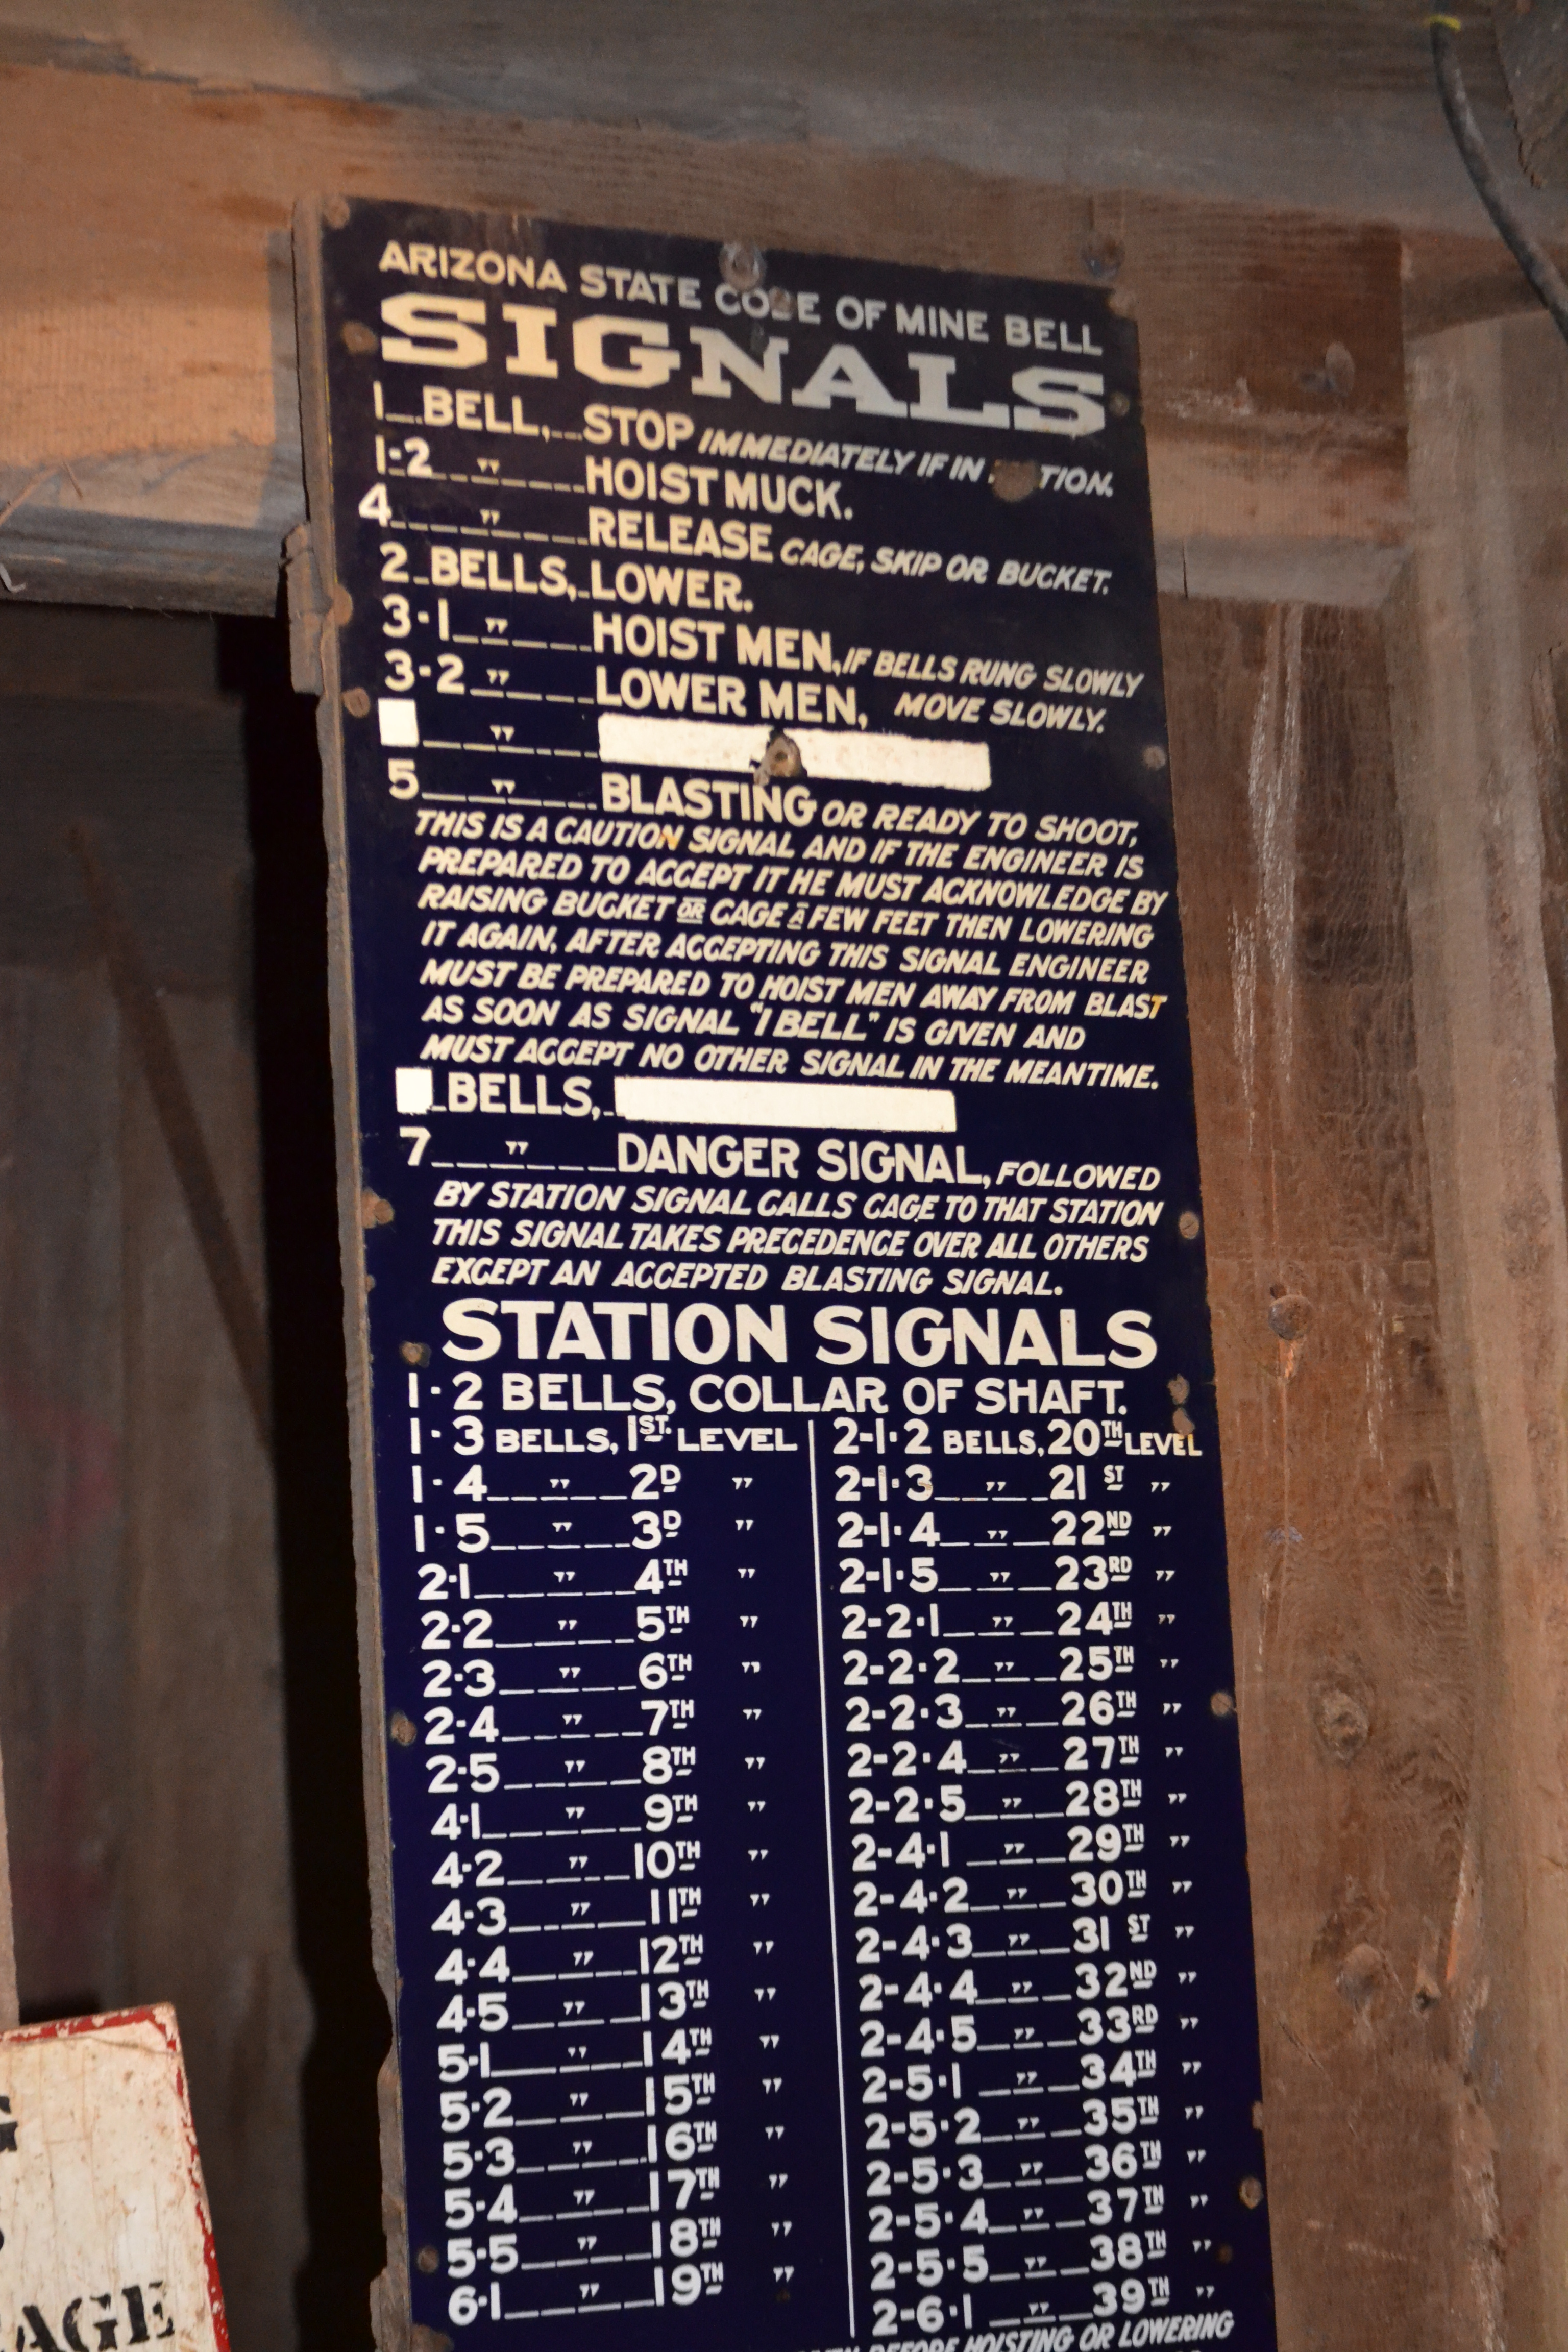 ARIZONA STATE CODE OF MINE BELL
SIGNALS
1 BELL, STOP IMMEDIATELY IF IN TION.
1-2 " HOIST MUCK.
4 " RELEASE CAGE, SKIP OR BUCKET.
2 BELLS, LOWER.
3-1 " HOIST MEN, IF BELLS RUNG SLOWLY
3-2 " LOWER MEN, MOVE SLOWLY.
"
5 " BLASTING OR READY TO SHOOT,
THIS IS A CAUTION SIGNAL AND IF THE ENGINEER IS
PREPARED TO ACCEPT IT HE MUST ACKNOWLEDGE BY
RAISING BUCKET OR CAGE A FEW FEET THEN LOWERING
IT AGAIN, AFTER ACCEPTING THIS SIGNAL ENGINEER
MUST BE PREPARED TO HOIST MEN AWAY FROM BLAST
AS SOON AS SIGNAL "1 BELL" IS GIVEN AND
MUST ACCEPT NO OTHER SIGNAL IN THE MEANTIME.
BELLS,
7 " DANGER SIGNAL, FOLLOWED
BY STATION SIGNAL CALLS CAGE TO THAT STATION
THIS SIGNAL TAKES PRECEDENCE OVER ALL OTHERS
EXCEPT AN ACCEPTED BLASTING SIGNAL.
STATION SIGNALS
1-2 BELLS, COLLAR OF SHAFT.
1-3 BELLS, 1ST. LEVEL
1-4 " 2D "
1-5 " 3D "
2-1 " 4TH "
2-2 " 5TH "
2-3 " 6TH "
2-4 " 7TH "
2-5 " 8TH "
4-1 " 9TH "
4-2 " 10TH "
4-3 " 11TH "
4-4 " 12TH "
4-5 " 13TH "
5-1 " 14TH "
5-2 " 15TH "
5-3 " 16TH "
5-4 " 17TH "
5-5 " 18TH "
6-1 " 19TH "
2-1-2 BELLS, 20TH LEVEL
2-1-3 " 21ST "
2-1-4 " 22ND "
2-1-5 " 23RD "
2-2-1 " 24TH "
2-2-2 " 25TH "
2-2-3 " 26TH "
2-2-4 " 27TH "
2-2-5 " 28TH "
2-4-1 " 29TH "
2-4-2 " 30TH "
2-4-3 " 31ST "
2-4-4 " 32ND "
2-4-5 " 33RD "
2-5-1 " 34TH "
2-5-2 " 35TH "
2-5-3 " 36TH "
2-5-4 " 37TH "
2-5-5 " 38TH "
2-6-1 " 39TH "
BEFORE HOISTING OR LOWERING
G
AGE